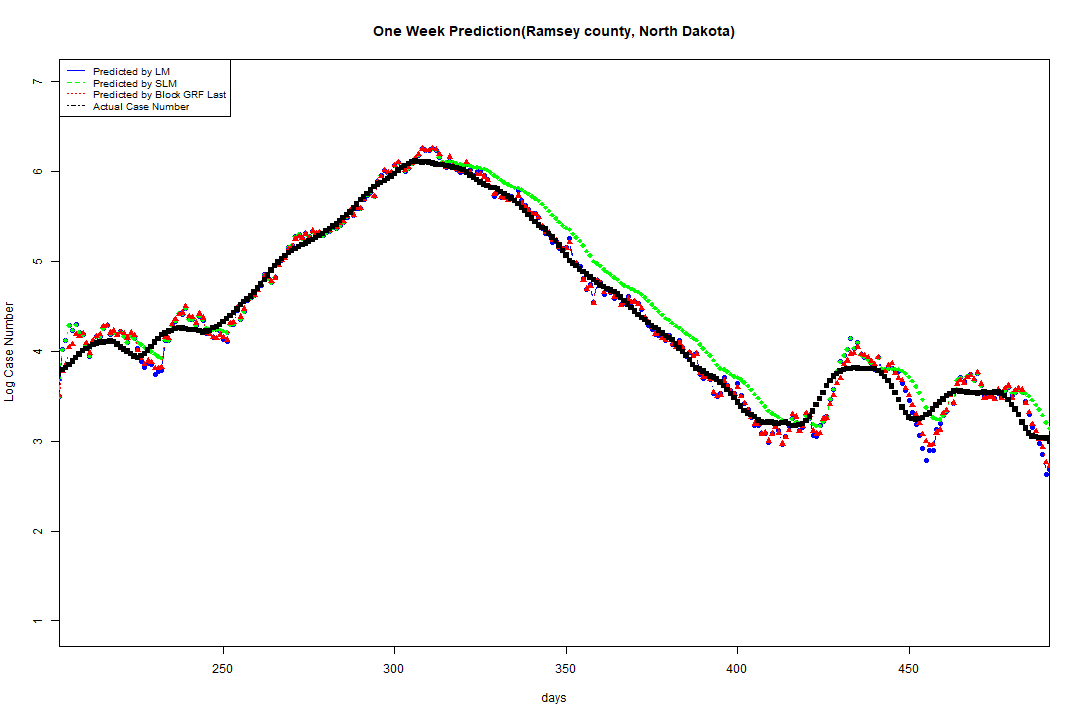 One Week Prediction(Ramsey county, North Dakota)
Predicted by LM
Predicted by SLM
Predicted by Block GRF Last
Actual Case Number
7
6
5
4
3
2
1
Log Case Number
250
300
350
400
450
days